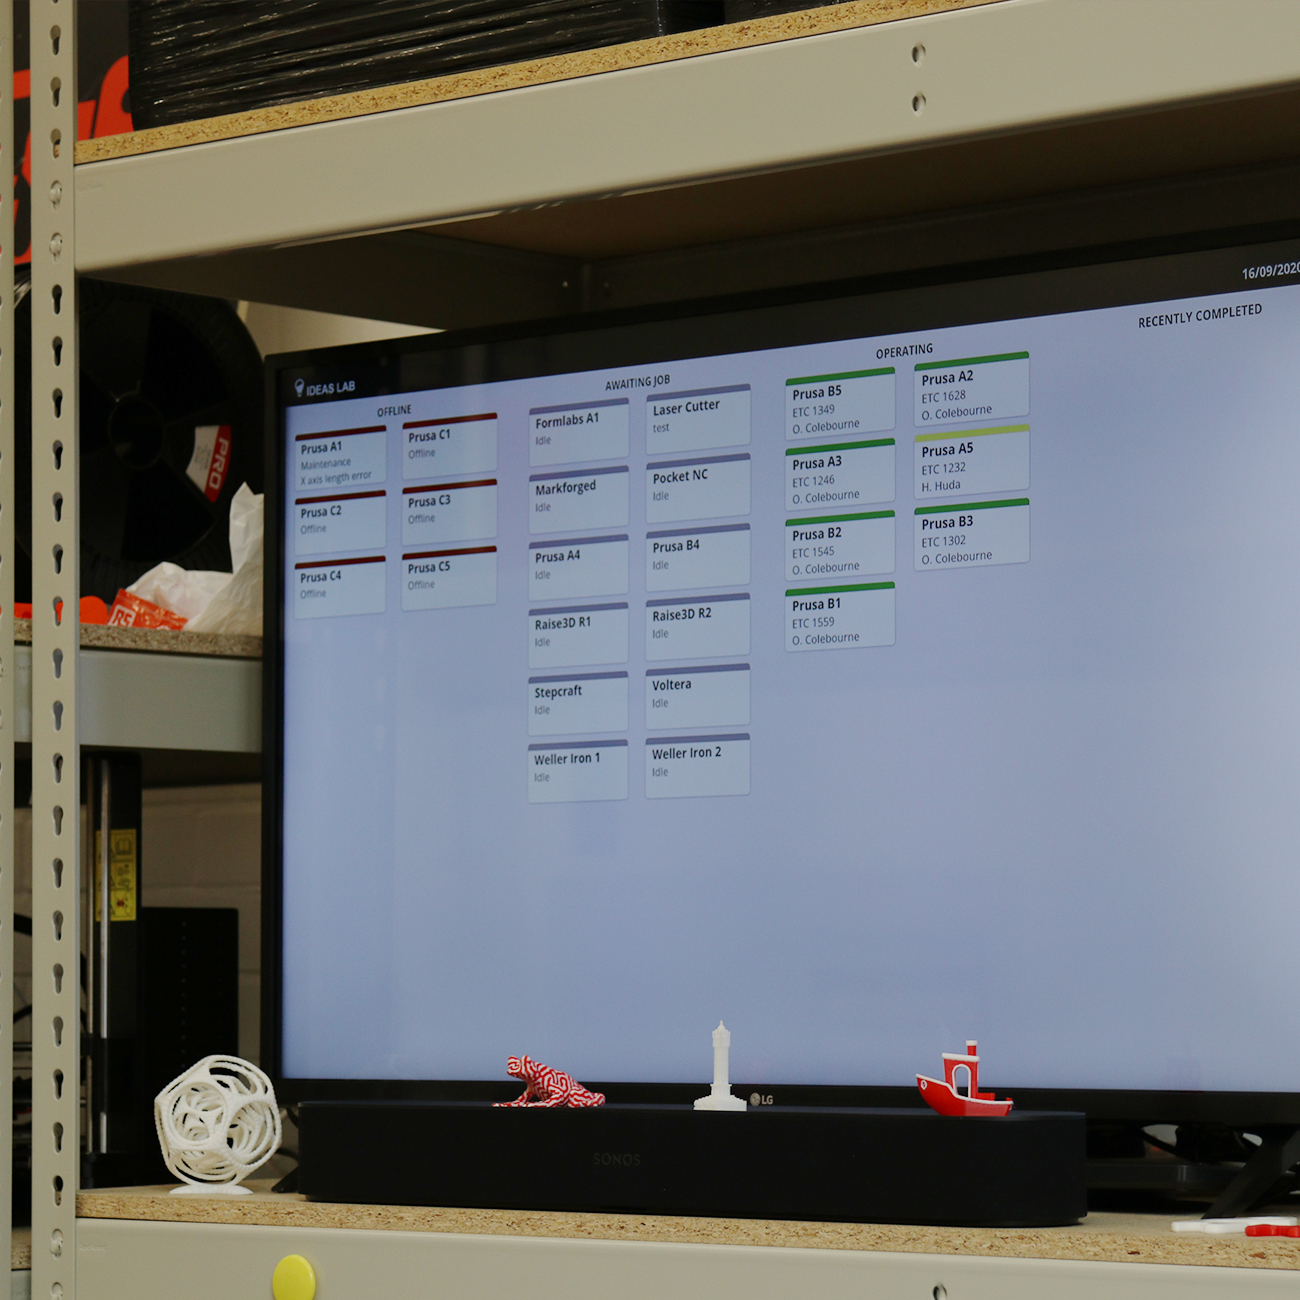 16/09/2020
IDEAS LAB
OFFLINE
Prusa A1
Maintenance
X axis length error
Prusa C1
Offline
Prusa C2
Offline
Prusa C3
Offline
Prusa C4
Offline
Prusa C5
Offline
AWAITING JOB
Formlabs A1
Idle
Laser Cutter
test
Markforged
Idle
Pocket NC
Idle
Prusa A4
Idle
Prusa B4
Idle
Raise3D R1
Idle
Raise3D R2
Idle
Stepcraft
Idle
Voltera
Idle
Weller Iron 1
Idle
Weller Iron 2
Idle
OPERATING
Prusa B5
ETC 1349
O. Colebourne
Prusa A2
ETC 1628
O. Colebourne
Prusa A3
ETC 1246
O. Colebourne
Prusa A5
ETC 1232
H. Huda
Prusa B2
ETC 1545
O. Colebourne
Prusa B3
ETC 1302
O. Colebourne
Prusa B1
ETC 1559
O. Colebourne
RECENTLY COMPLETED
PRO
LG
SONOS